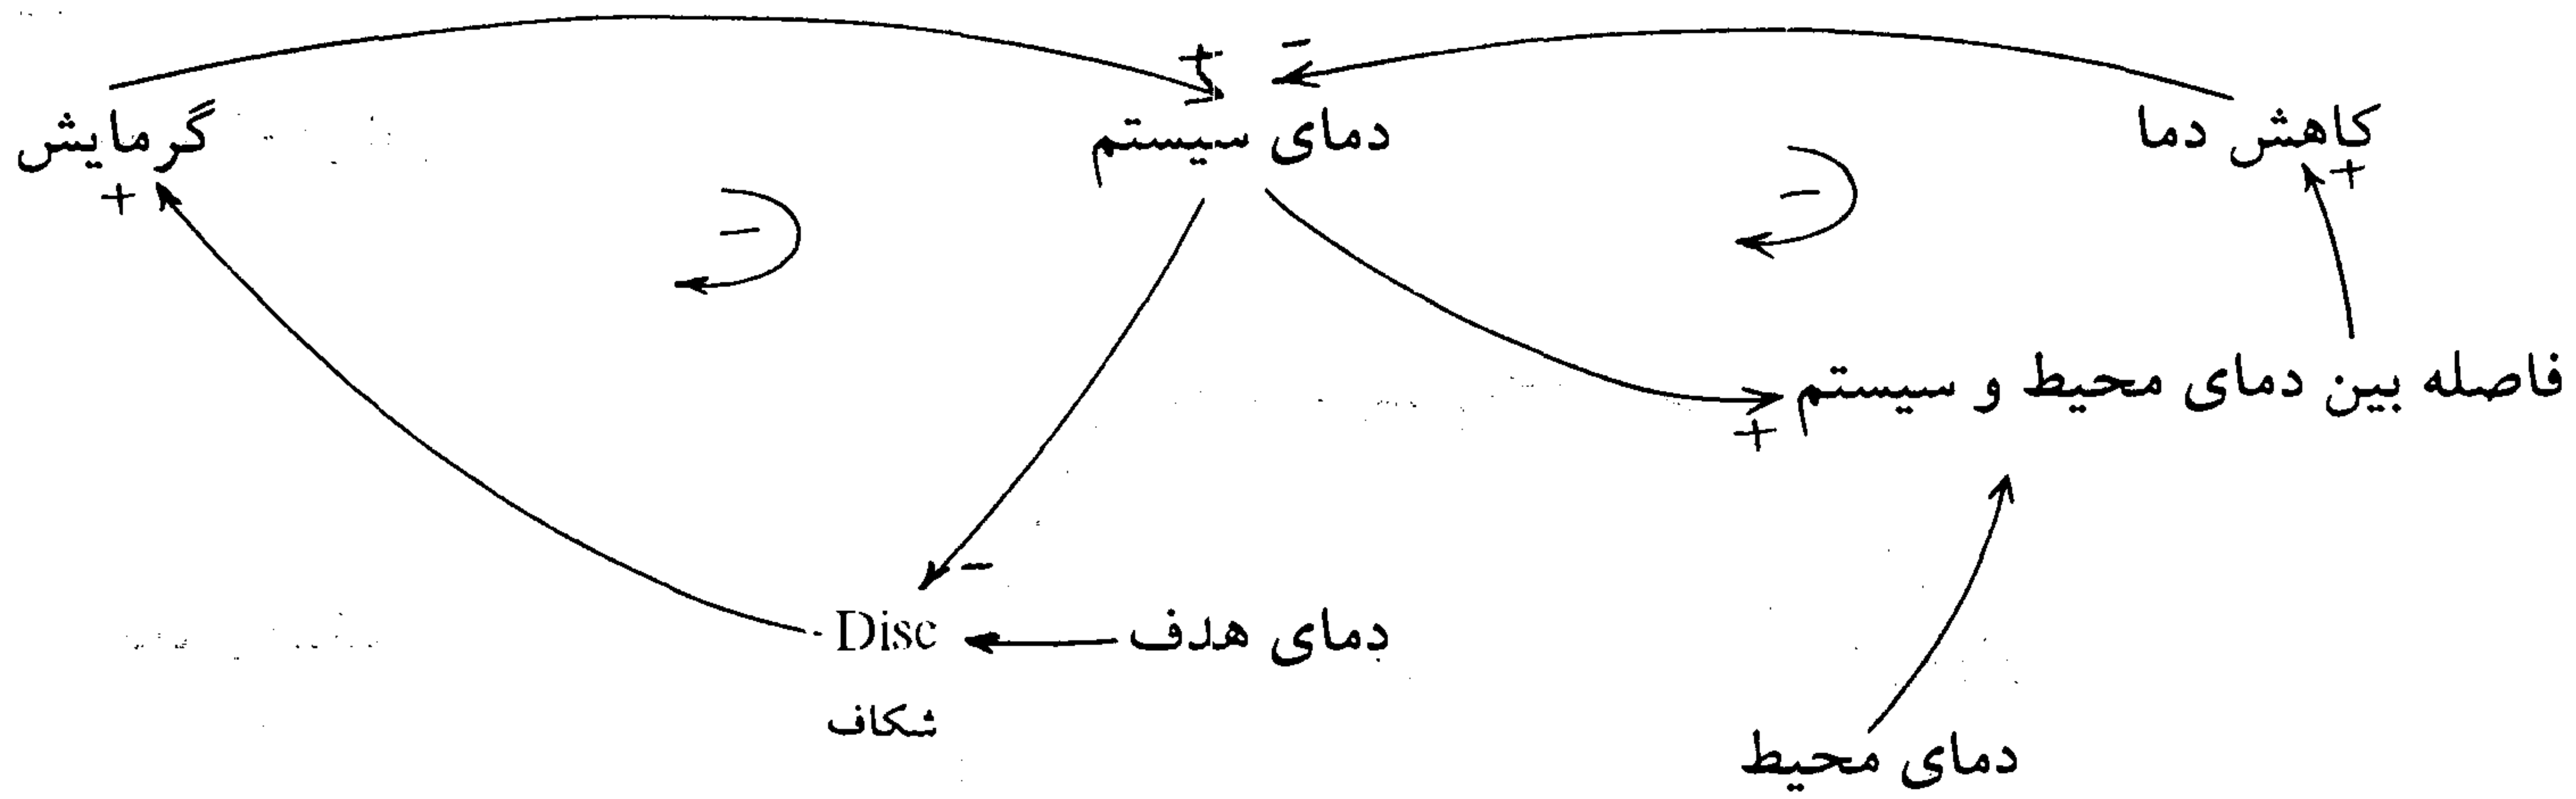 کاهش دما
دمای سیستم
گرمایش
+
-
+
-
+
-
-
فاصله بین دمای محیط و سیستم
+
-
دمای هدف
Disc
شکاف
دمای محیط